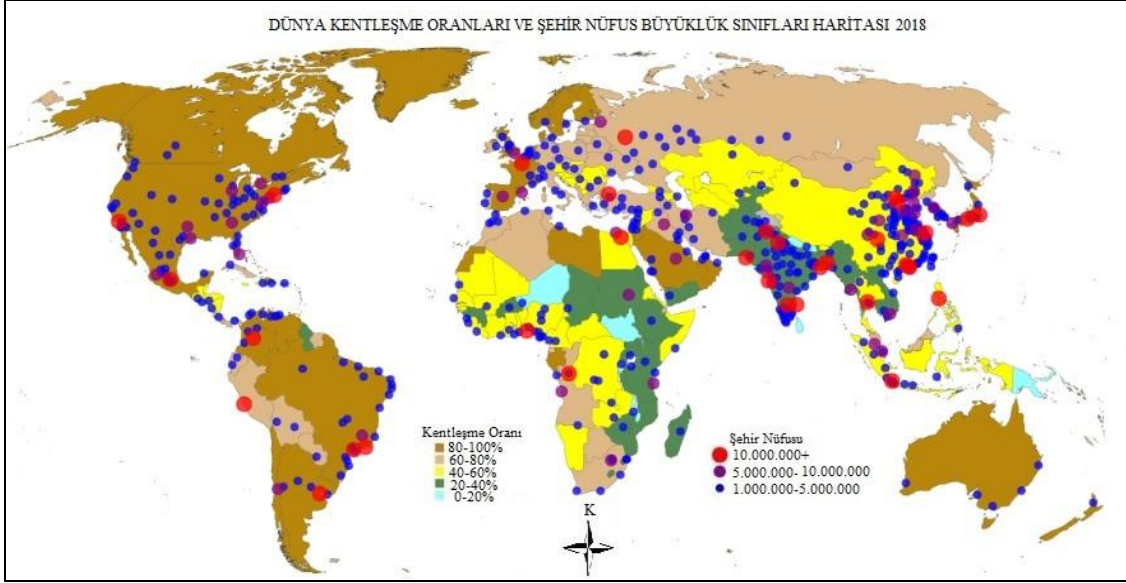 DÜNYA KENTLEŞME ORANLARI VE ŞEHİR NÜFUS BÜYÜKLÜK SINIFLARI HARİTASI 2018
Kentleşme Oranı
80-100%
60-80%
40-60%
20-40%
0-20%
Şehir Nüfusu
10.000.000+
5.000.000- 10.000.000
1.000.000-5.000.000
K